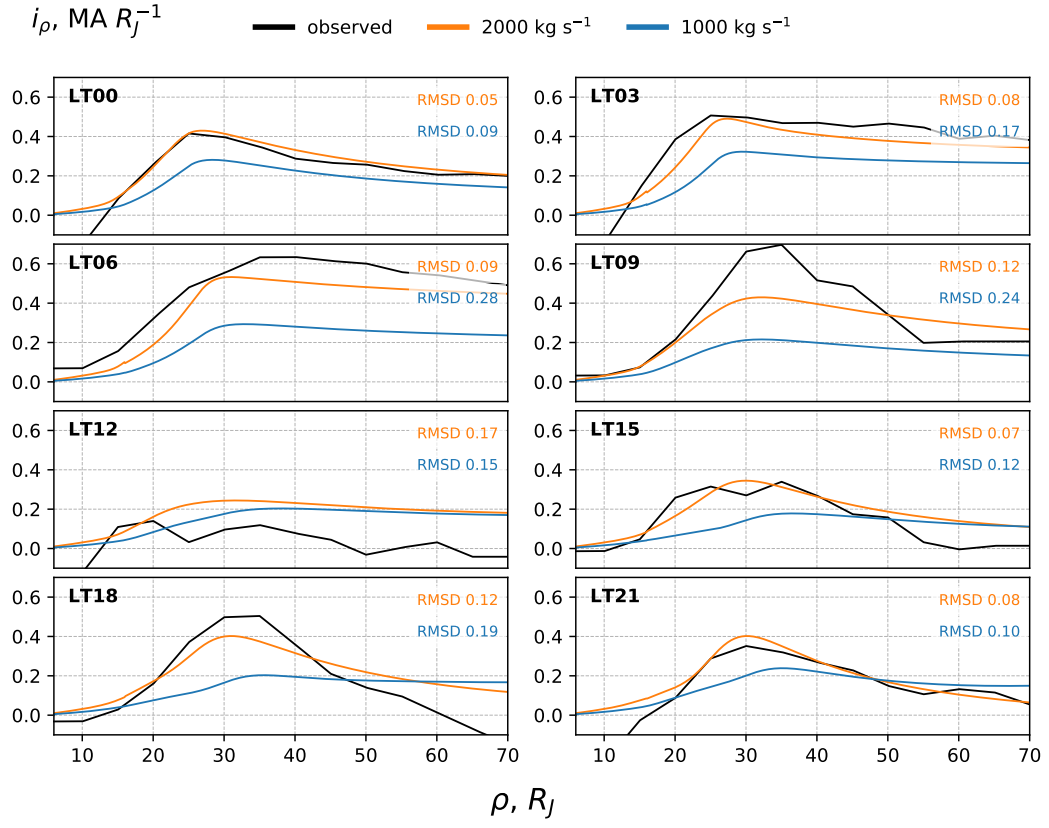 iρ, MA R_J^−1
observed 2000 kg s^−1 1000 kg s^−1
LT00 RMSD 0.05 RMSD 0.09
0.6
0.4
0.2
0.0
LT03 RMSD 0.08 RMSD 0.17
0.6
0.4
0.2
0.0
LT06 RMSD 0.09 RMSD 0.28
0.6
0.4
0.2
0.0
LT09 RMSD 0.12 RMSD 0.24
0.6
0.4
0.2
0.0
LT12 RMSD 0.17 RMSD 0.15
0.6
0.4
0.2
0.0
LT15 RMSD 0.07 RMSD 0.12
0.6
0.4
0.2
0.0
LT18 RMSD 0.12 RMSD 0.19
0.6
0.4
0.2
0.0
10 20 30 40 50 60 70
LT21 RMSD 0.08 RMSD 0.10
0.6
0.4
0.2
0.0
10 20 30 40 50 60 70
ρ, R_J